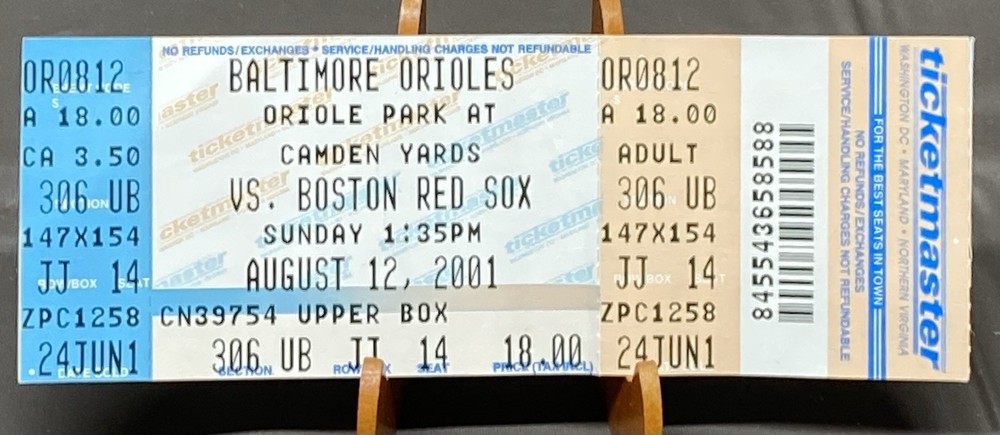 OR0812
A 18.00
CA 3.50
306 UB
147X154
JJ 14
ZPC1258
24JUN1
NO REFUNDS/EXCHANGES * SERVICE/HANDLING CHARGES NOT REFUNDABLE
BALTIMORE ORIOLES
ORIOLE PARK AT
CAMDEN YARDS
VS. BOSTON RED SOX
SUNDAY 1:35PM
AUGUST 12, 2001
CN39754 UPPER BOX
306 UB JJ 14 18.00
SECTION ROW/BOX SEAT PRICE (TAX INCL)
OR0812
A 18.00
ADULT
306 UB
147X154
JJ 14
ZPC1258
24JUN1
8455436585588
SERVICE/HANDLING CHARGES NOT REFUNDABLE
NO REFUNDS/EXCHANGES
FOR THE BEST SEATS IN TOWN
WASHINGTON DC • MARYLAND • NORTHERN VIRGINIA
ticketmaster